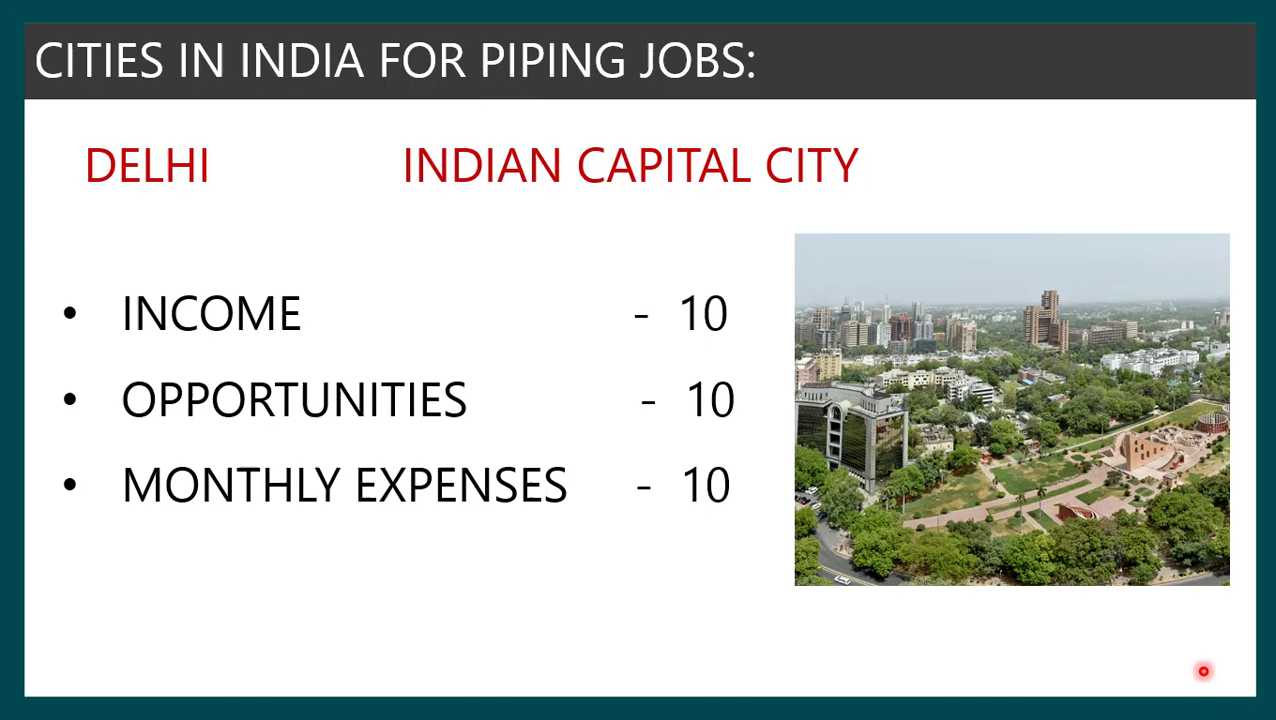 CITIES IN INDIA FOR PIPING JOBS:
DELHI INDIAN CAPITAL CITY
• INCOME - 10
• OPPORTUNITIES - 10
• MONTHLY EXPENSES - 10